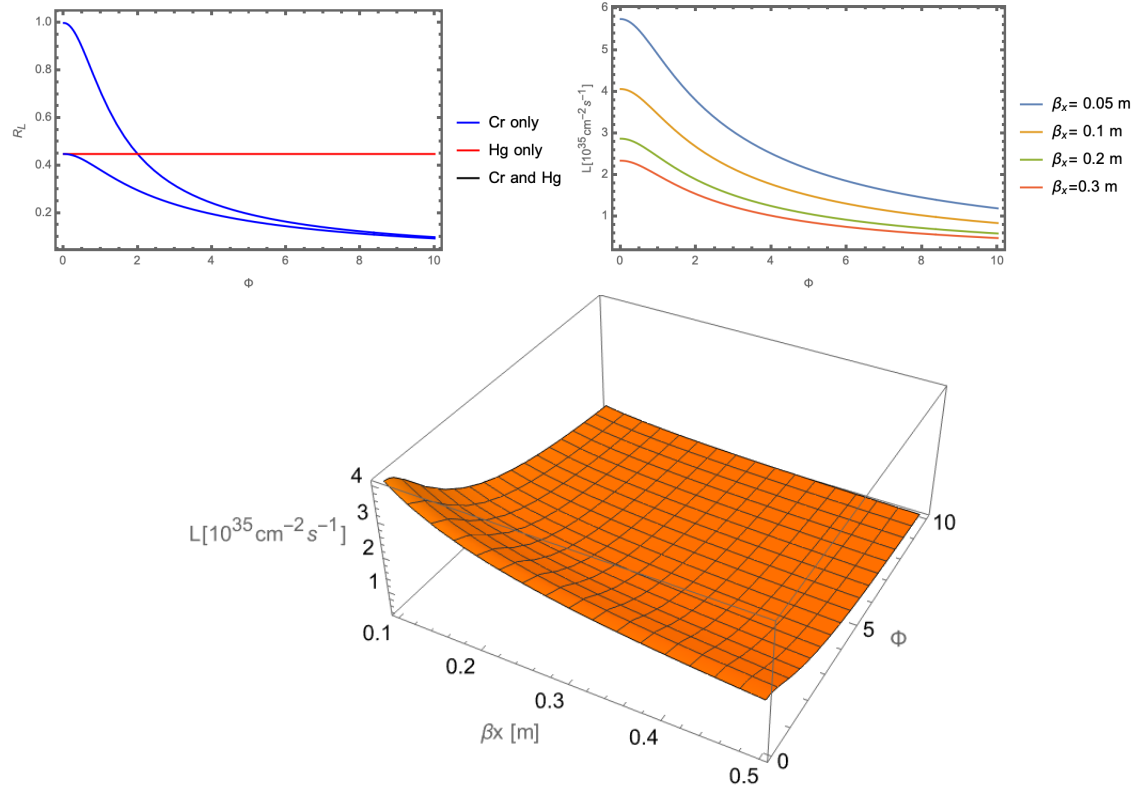 1.0
0.8
0.6
0.4
0.2
R_L
0 2 4 6 8 10
Φ
Cr only
Hg only
Cr and Hg
6
5
4
3
2
1
L[10^35 cm^-2 s^-1]
0 2 4 6 8 10
Φ
β_x= 0.05 m
β_x= 0.1 m
β_x= 0.2 m
β_x=0.3 m
4
3
2
1
L[10^35 cm^-2 s^-1]
0.1
0.2
0.3
0.4
0.5
βx [m]
10
5
0
Φ